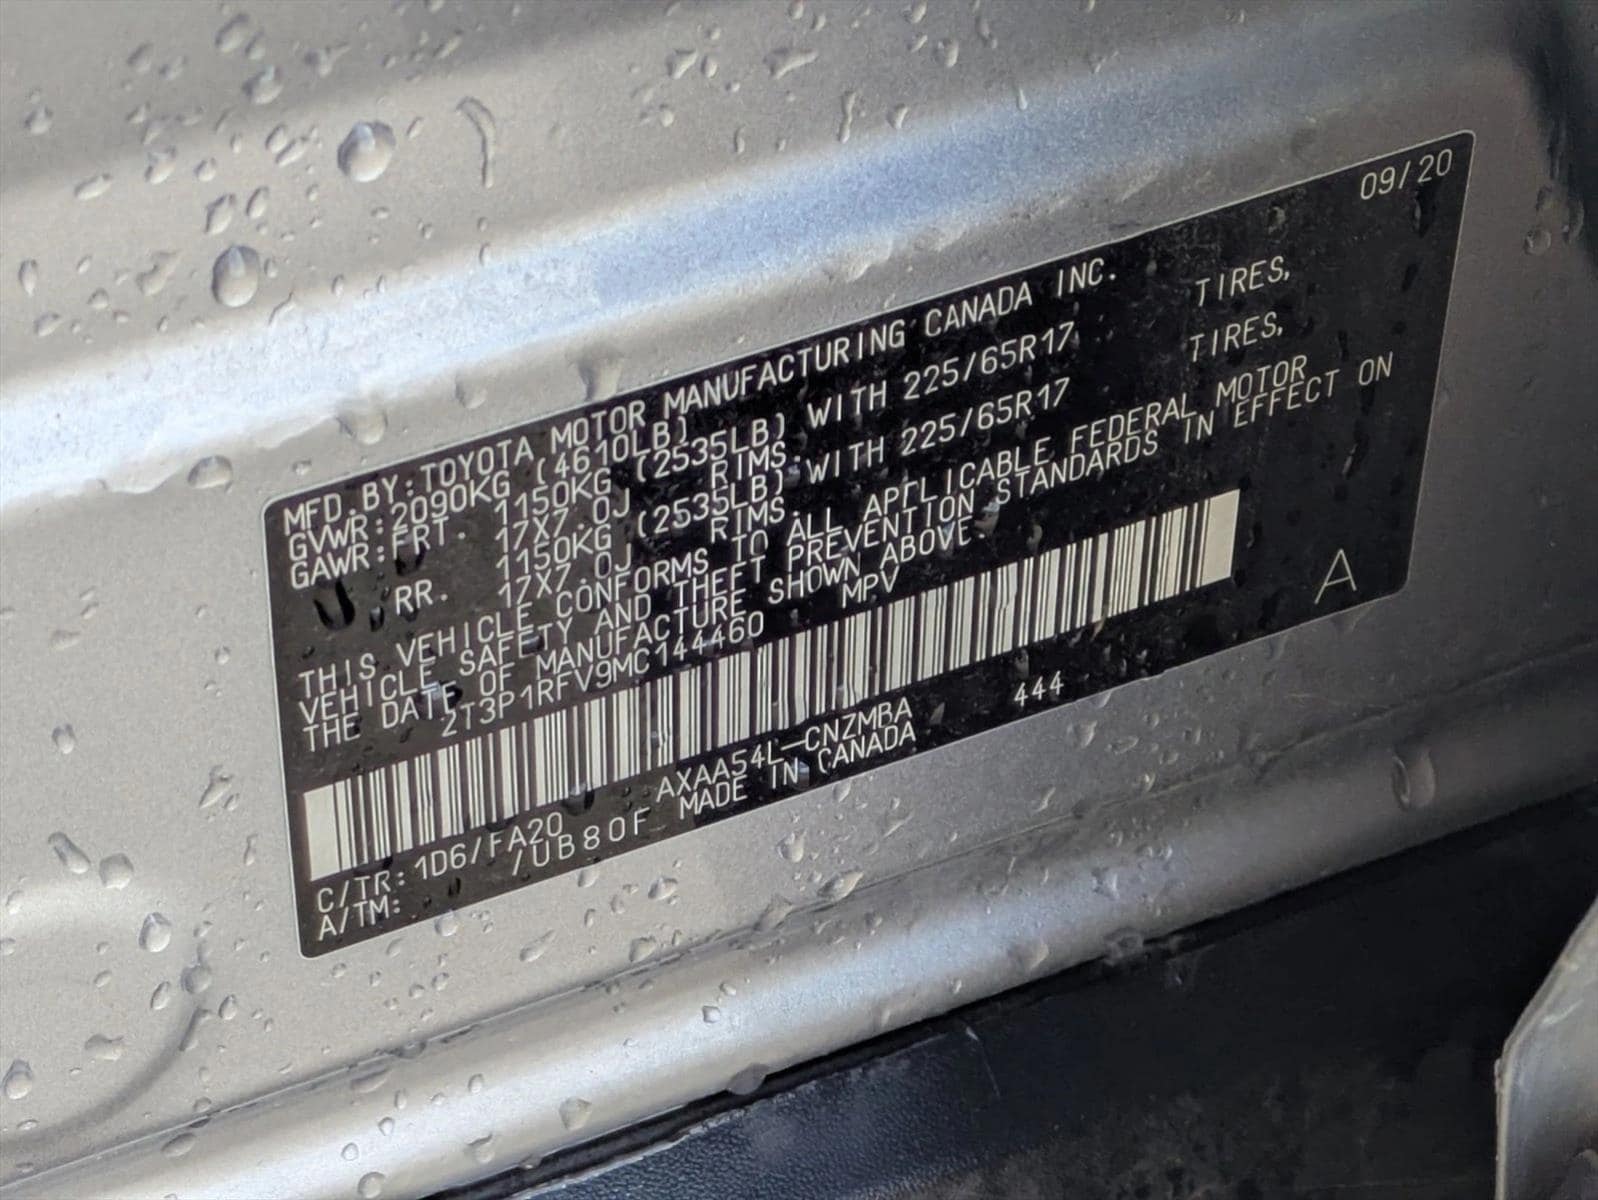 09/20
MFD.BY:TOYOTA MOTOR MANUFACTURING CANADA INC.
GVWR:2090KG (4610LB)
GAWR:FRT. 1150KG (2535LB) WITH 225/65R17 TIRES,
17X7.0J RIMS.
RR. 1150KG (2535LB) WITH 225/65R17 TIRES,
17X7.0J RIMS.
THIS VEHICLE CONFORMS TO ALL APPLICABLE FEDERAL MOTOR
VEHICLE SAFETY AND THEFT PREVENTION STANDARDS IN EFFECT ON
THE DATE OF MANUFACTURE SHOWN ABOVE.
2T3P1RFV9MC144460 MPV
A
C/TR:1D6/FA20 AXAA54L-CNZMBA 444
A/TM: /UB80F MADE IN CANADA